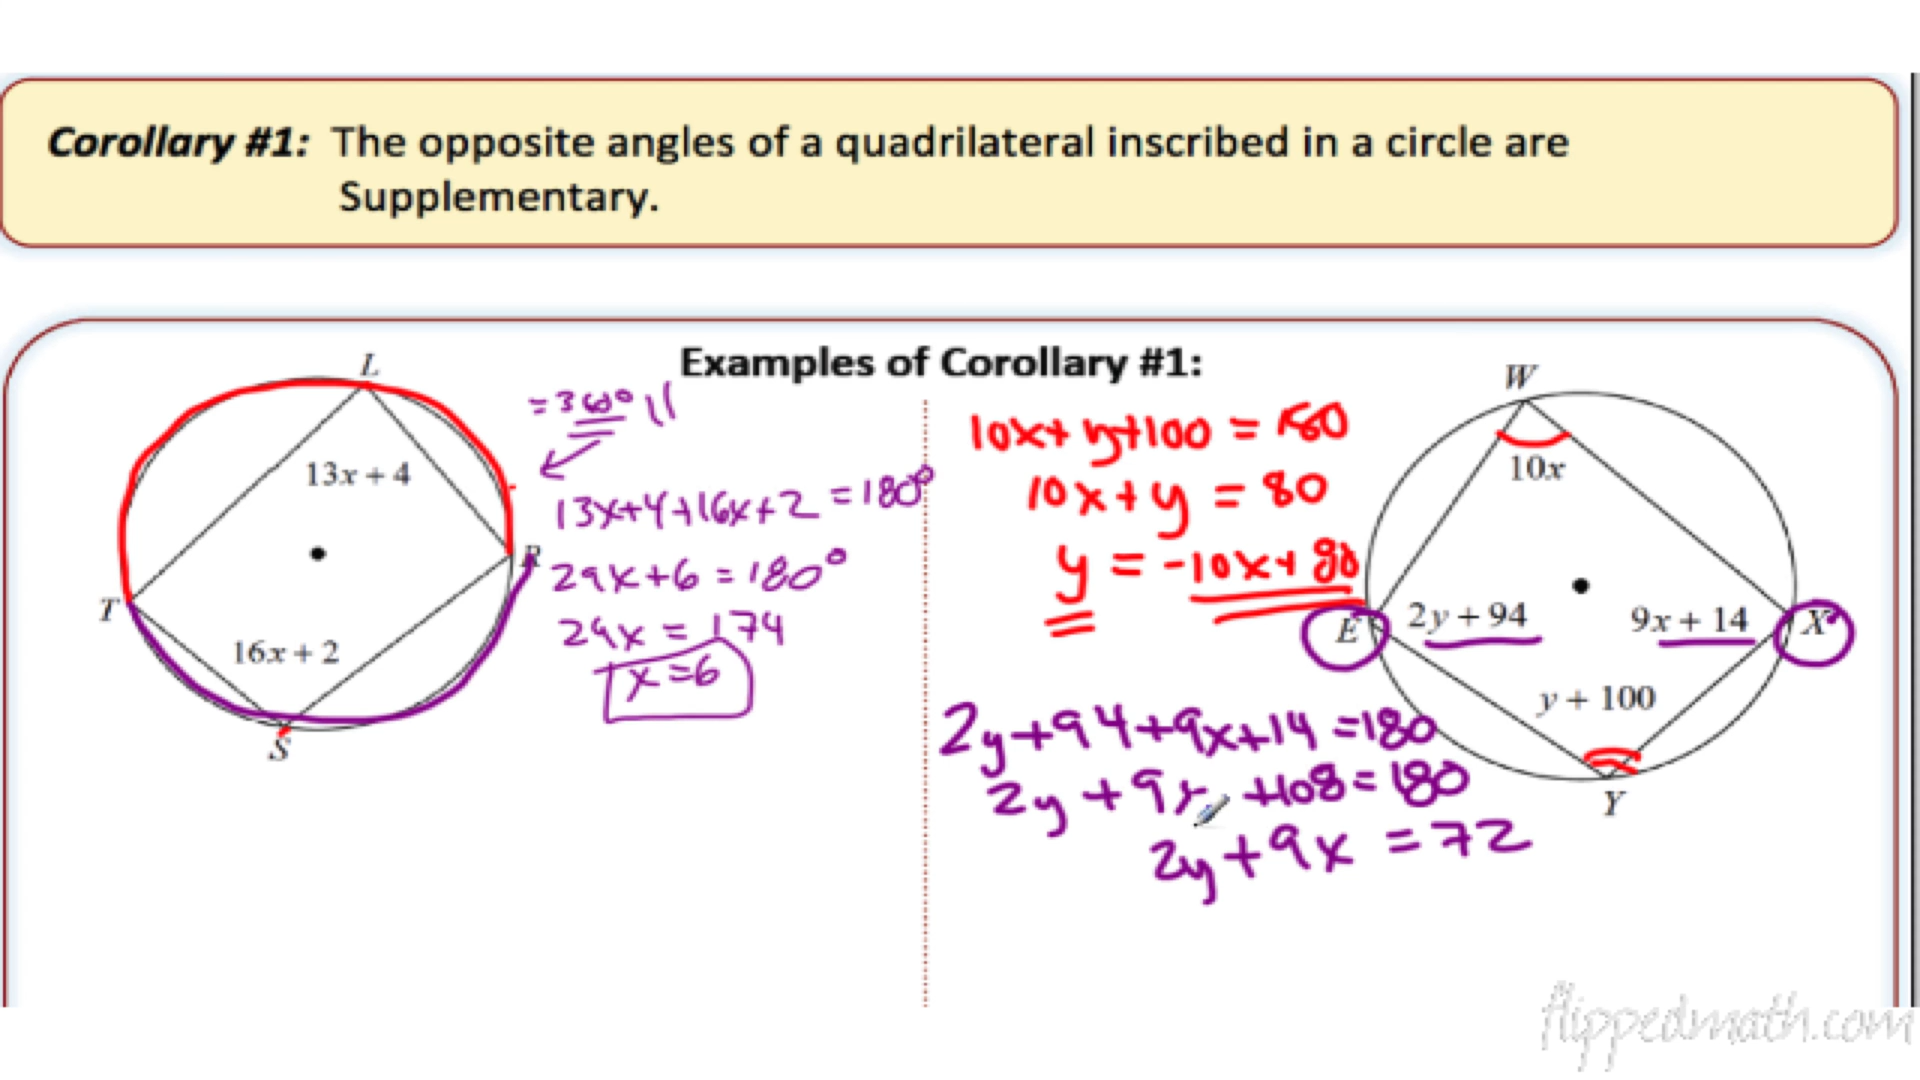 Corollary #1: The opposite angles of a quadrilateral inscribed in a circle are
Supplementary.
Examples of Corollary #1:
L
13x + 4
T
R
16x + 2
S
= 360°
13x+4+16x+2 = 180°
29x+6 = 180°
29x = 174
x = 6
10x + y + 100 = 180
10x + y = 80
y = -10x + 80
W
10x
E
2y + 94
9x + 14
X
y + 100
Y
2y + 94 + 9x + 14 = 180
2y + 9x + 108 = 180
2y + 9x = 72
flippedmath.com